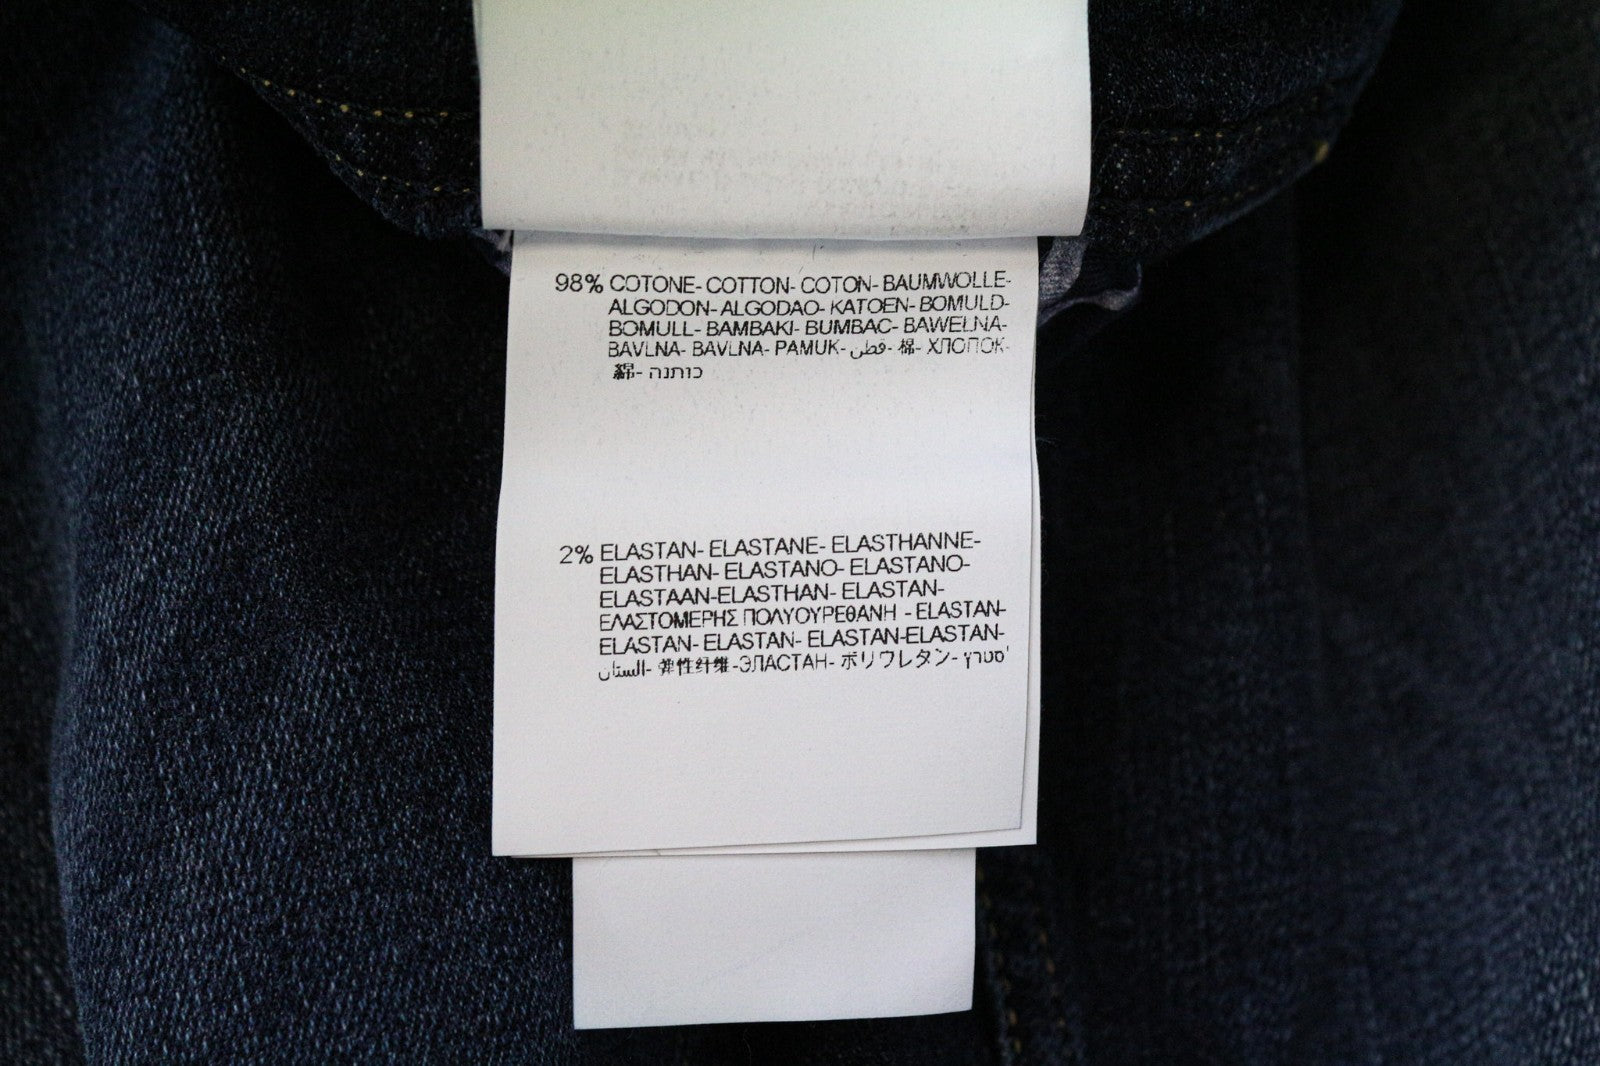 98% COTONE- COTTON- COTON- BAUMWOLLE-
ALGODON- ALGODAO- KATOEN- BOMULD-
BOMULL- BAMBAKI- BUMBAC- BAWEŁNA-
BAVLNA- BAVLNA- PAMUK- قطن- 棉- ХЛОПОК-
綿- כותנה
2% ELASTAN- ELASTANE- ELASTHANNE-
ELASTHAN- ELASTANO- ELASTANO-
ELASTAAN-ELASTHAN- ELASTAN-
ΕΛΑΣΤΟΜΕΡΗΣ ΠΟΛΥΟΥΡΕΘΑΝΗ - ELASTAN-
ELASTAN- ELASTAN- ELASTAN-ELASTAN-
الستان- 弹性纤维 -ЭЛАСТАН- ポリウレタン- סטרץ'